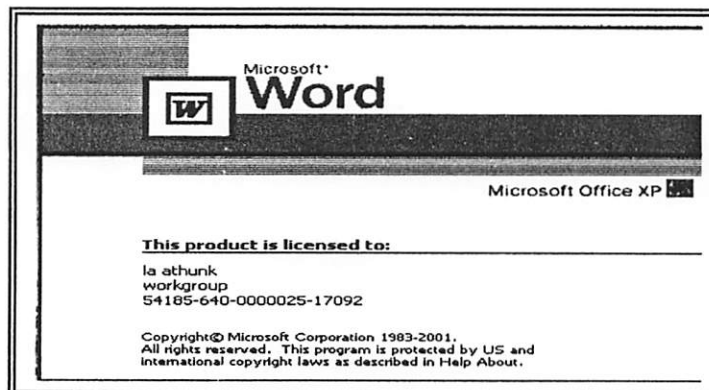 Microsoft·
Word
W
Microsoft Office XP
This product is licensed to:
la athunk
workgroup
54185-640-0000025-17092
Copyright© Microsoft Corporation 1983-2001.
All rights reserved. This program is protected by US and
international copyright laws as described in Help About.